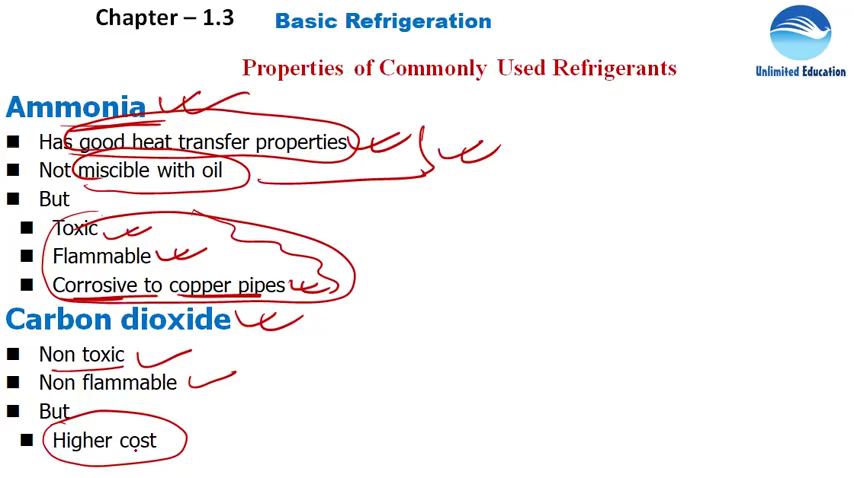 Chapter – 1.3
Basic Refrigeration
Unlimited Education
Properties of Commonly Used Refrigerants
Ammonia
Has good heat transfer properties
Not miscible with oil
But
Toxic
Flammable
Corrosive to copper pipes
Carbon dioxide
Non toxic
Non flammable
But
Higher cost